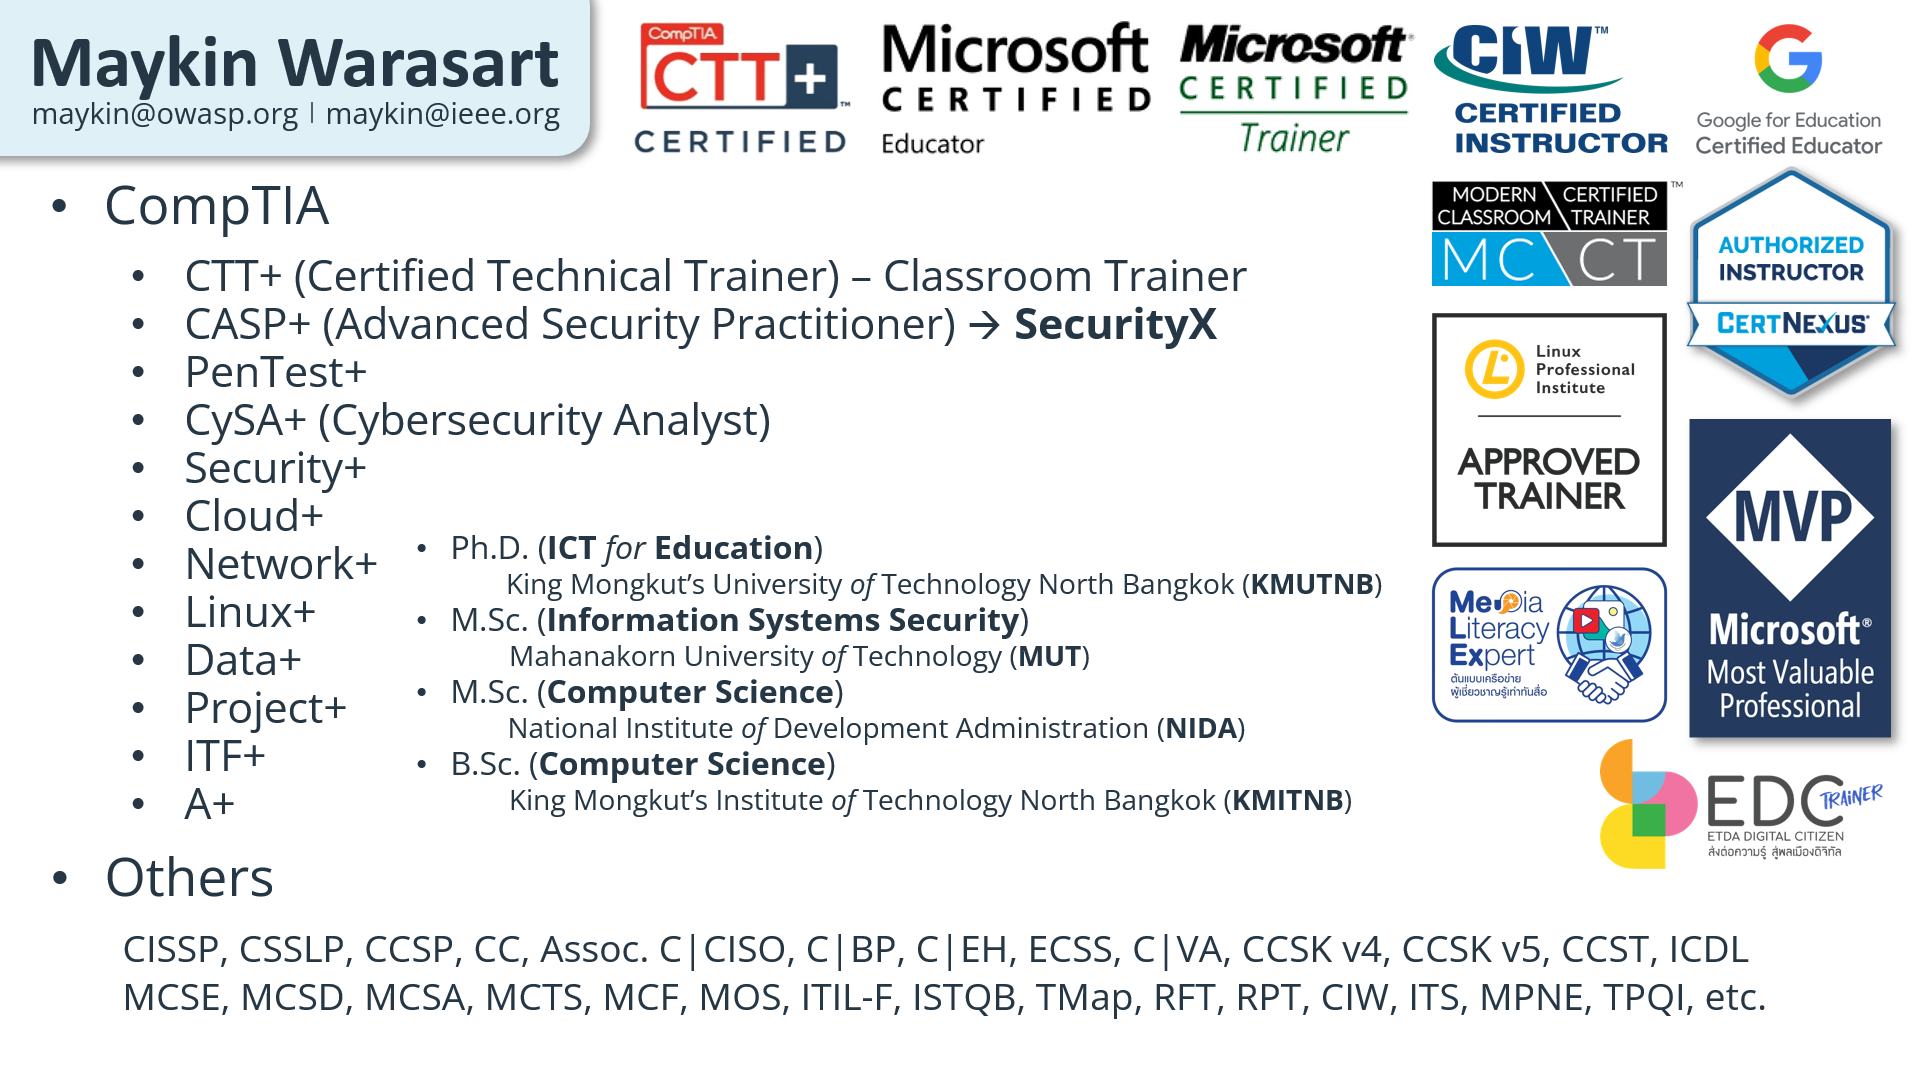 Maykin Warasart
maykin@owasp.org | maykin@ieee.org
CompTIA
CTT+
™
CERTIFIED
Microsoft
CERTIFIED
Educator
Microsoft
CERTIFIED
Trainer
CIW™
CERTIFIED
INSTRUCTOR
Google for Education
Certified Educator
• CompTIA
• CTT+ (Certified Technical Trainer) – Classroom Trainer
• CASP+ (Advanced Security Practitioner) → SecurityX
• PenTest+
• CySA+ (Cybersecurity Analyst)
• Security+
• Cloud+
• Network+
• Linux+
• Data+
• Project+
• ITF+
• A+
• Ph.D. (ICT for Education)
King Mongkut’s University of Technology North Bangkok (KMUTNB)
• M.Sc. (Information Systems Security)
Mahanakorn University of Technology (MUT)
• M.Sc. (Computer Science)
National Institute of Development Administration (NIDA)
• B.Sc. (Computer Science)
King Mongkut’s Institute of Technology North Bangkok (KMITNB)
MODERN CLASSROOM
CERTIFIED TRAINER
™
MC CT
AUTHORIZED
INSTRUCTOR
CERTNEXUS®
Linux
Professional
Institute
APPROVED
TRAINER
MVP
Microsoft®
Most Valuable
Professional
Media
Literacy
Expert
ต้นแบบเครือข่าย
ผู้เชี่ยวชาญรู้เท่าทันสื่อ
EDC TRAINER
ETDA DIGITAL CITIZEN
ส่งต่อความรู้ สู่พลเมืองดิจิทัล
• Others
CISSP, CSSLP, CCSP, CC, Assoc. C|CISO, C|BP, C|EH, ECSS, C|VA, CCSK v4, CCSK v5, CCST, ICDL
MCSE, MCSD, MCSA, MCTS, MCF, MOS, ITIL-F, ISTQB, TMap, RFT, RPT, CIW, ITS, MPNE, TPQI, etc.